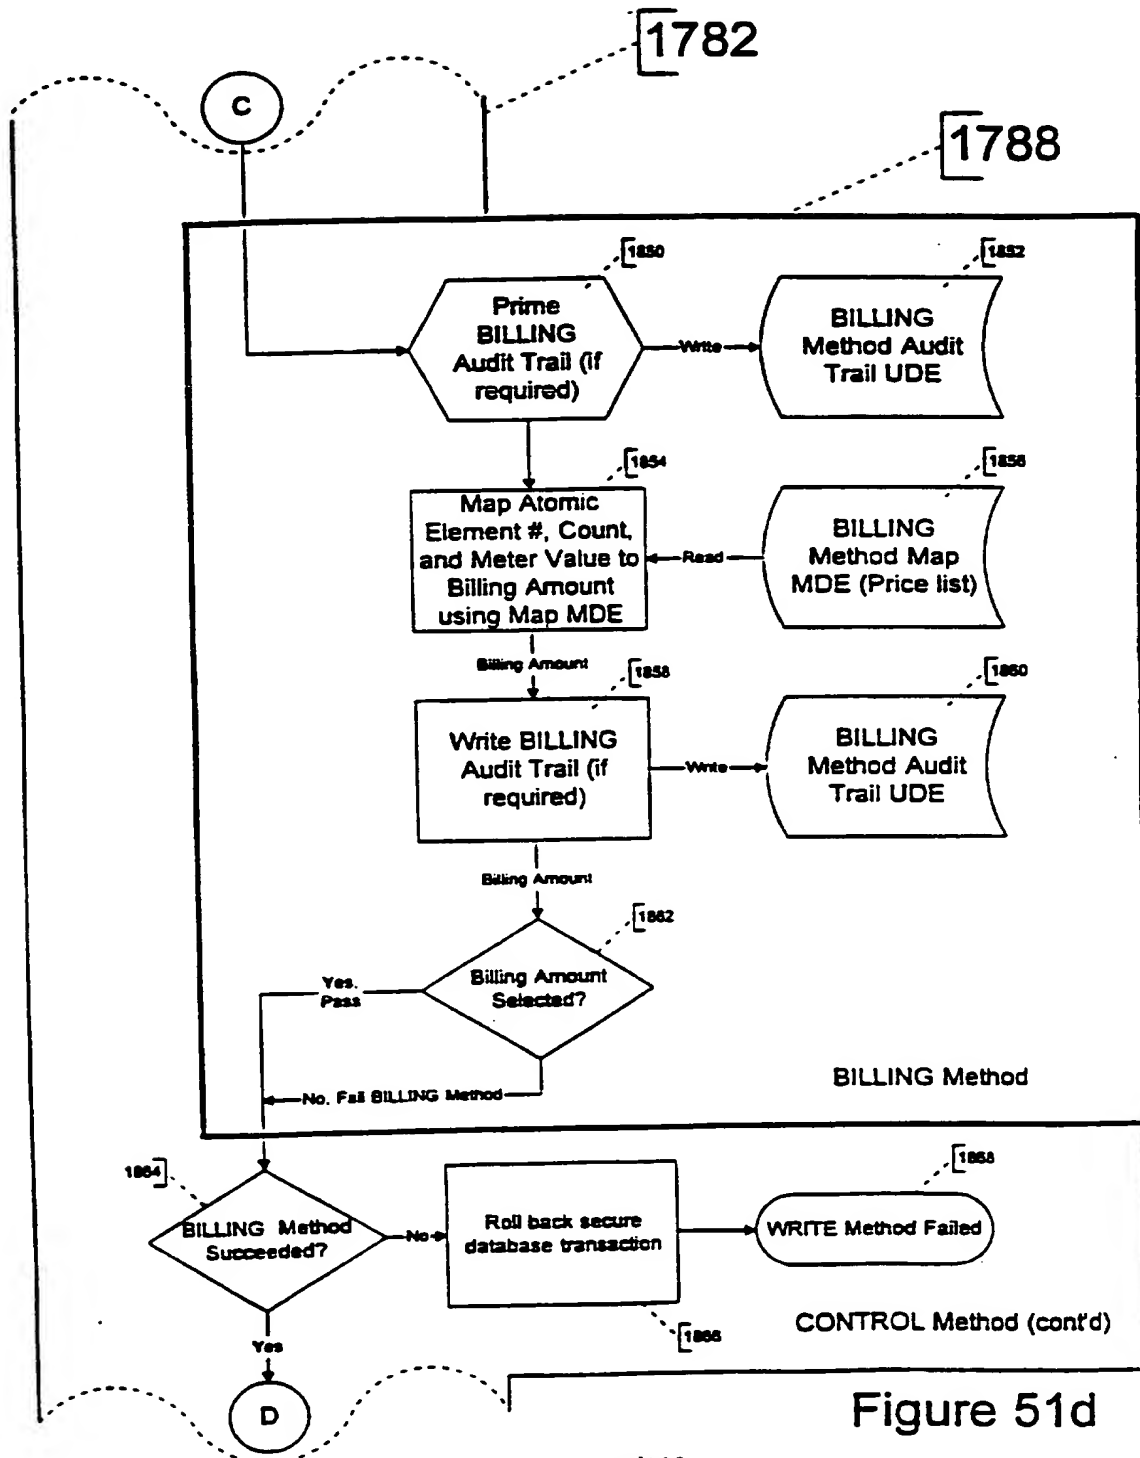 1782
C
1788
1850
Prime
BILLING
Audit Trail (if
required)
Write
1852
BILLING
Method Audit
Trail UDE
1854
Map Atomic
Element #, Count,
and Meter Value to
Billing Amount
using Map MDE
Read
1856
BILLING
Method Map
MDE (Price list)
Billing Amount
1858
Write BILLING
Audit Trail (if
required)
Write
1860
BILLING
Method Audit
Trail UDE
Billing Amount
1862
Billing Amount
Selected?
Yes.
Pass
No. Fail BILLING Method
BILLING Method
1864
BILLING Method
Succeeded?
No
Roll back secure
database transaction
1866
1868
WRITE Method Failed
CONTROL Method (cont'd)
Yes
D
Figure 51d